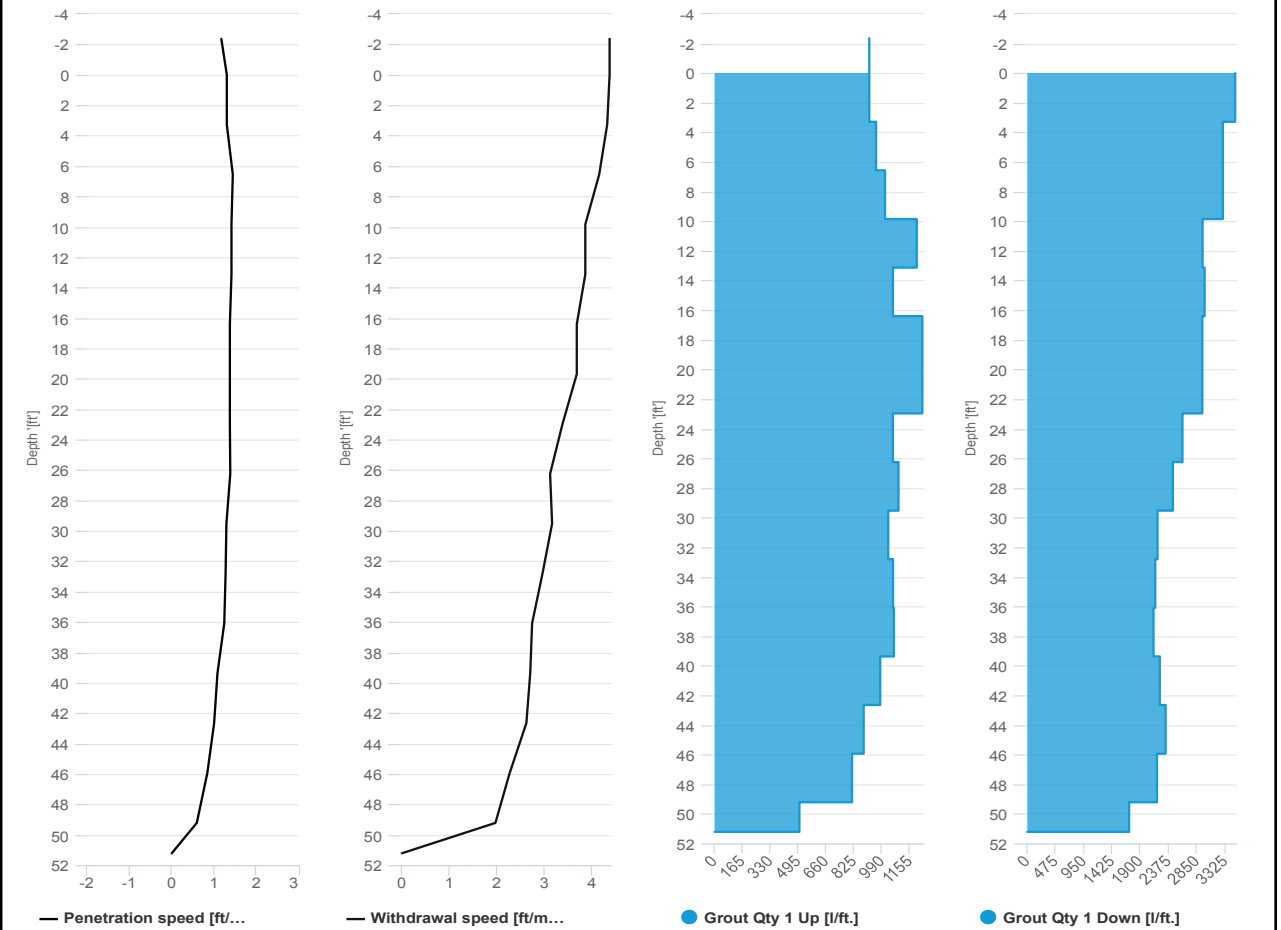 -4 -4 -4 -4
-2 -2 -2 -2
0 0 0 0
2 2 2 2
4 4 4 4
6 6 6 6
8 8 8 8
10 10 10 10
12 12 12 12
14 14 14 14
16 16 16 16
18 18 18 18
20 20 20 20
22 22 22 22
24 24 24 24
26 26 26 26
28 28 28 28
30 30 30 30
32 32 32 32
34 34 34 34
36 36 36 36
38 38 38 38
40 40 40 40
42 42 42 42
44 44 44 44
46 46 46 46
48 48 48 48
50 50 50 50
52 52 52 52
Depth '[ft'] Depth '[ft'] Depth '[ft'] Depth '[ft']
-2 -1 0 1 2 3 0 1 2 3 4 0 165 330 495 660 825 990 1155 0 475 950 1425 1900 2375 2850 3325
Penetration speed [ft/... Withdrawal speed [ft/m... Grout Qty 1 Up [l/ft.] Grout Qty 1 Down [l/ft.]